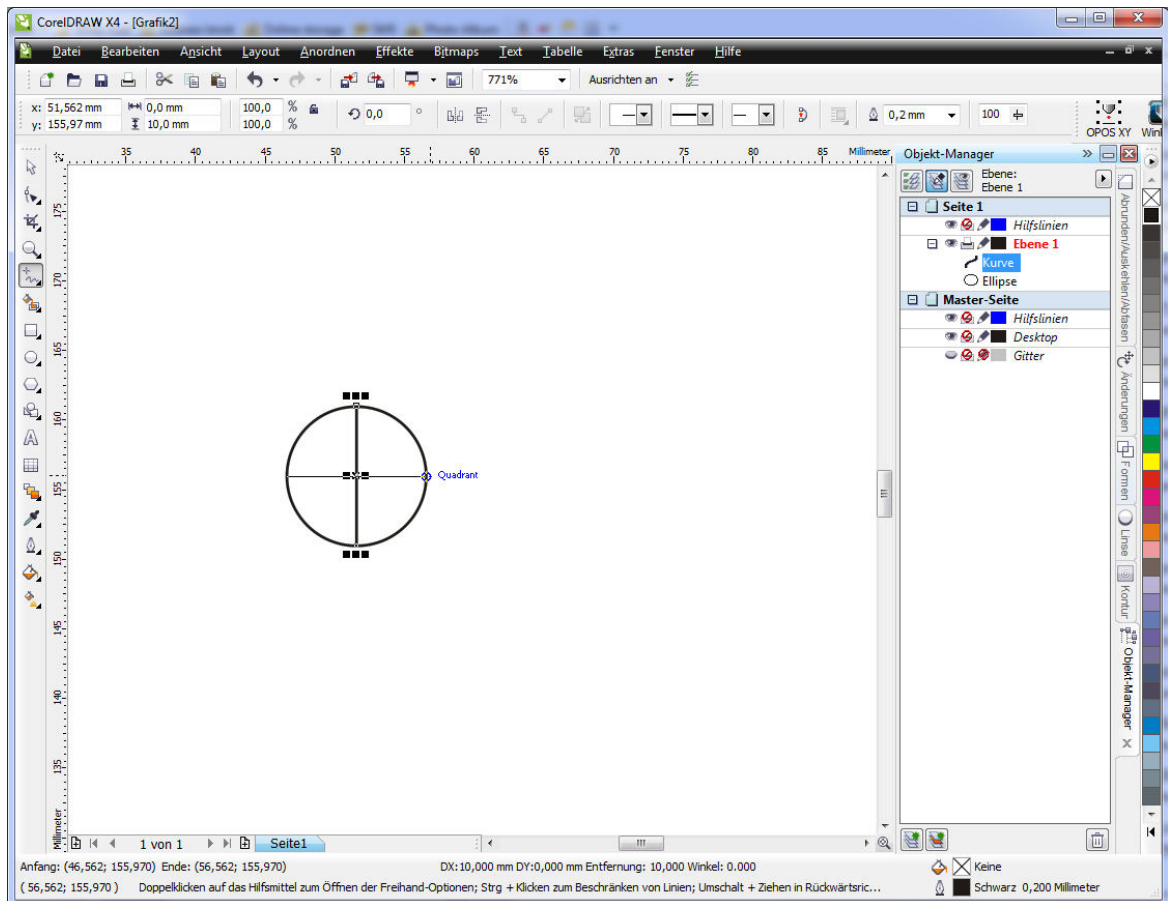 CorelDRAW X4 - [Grafik2]
Datei Bearbeiten Ansicht Layout Anordnen Effekte Bitmaps Text Tabelle Extras Fenster Hilfe
771% Ausrichten an
x: 51,562 mm 0,0 mm 100,0 % 0,0 ° 0,2 mm 100
y: 155,97 mm 10,0 mm 100,0 %
OPOS XY
35 40 45 50 55 60 65 70 75 80 85 Millimeter
175
170
165
160
155
150
145
140
135
Millimeter
Quadrant
Objekt-Manager
Ebene:
Ebene 1
Seite 1
Hilfslinien
Ebene 1
Kurve
Ellipse
Master-Seite
Hilfslinien
Desktop
Gitter
Abrunden/Auskehlen/Abfasen
Änderungen
Formen
Linse
Kontur
Objekt-Manager
1 von 1 Seite1
Anfang: (46,562; 155,970) Ende: (56,562; 155,970) DX:10,000 mm DY:0,000 mm Entfernung: 10,000 Winkel: 0.000 Keine
( 56,562; 155,970 ) Doppelklicken auf das Hilfsmittel zum Öffnen der Freihand-Optionen; Strg + Klicken zum Beschränken von Linien; Umschalt + Ziehen in Rückwärtsric... Schwarz 0,200 Millimeter